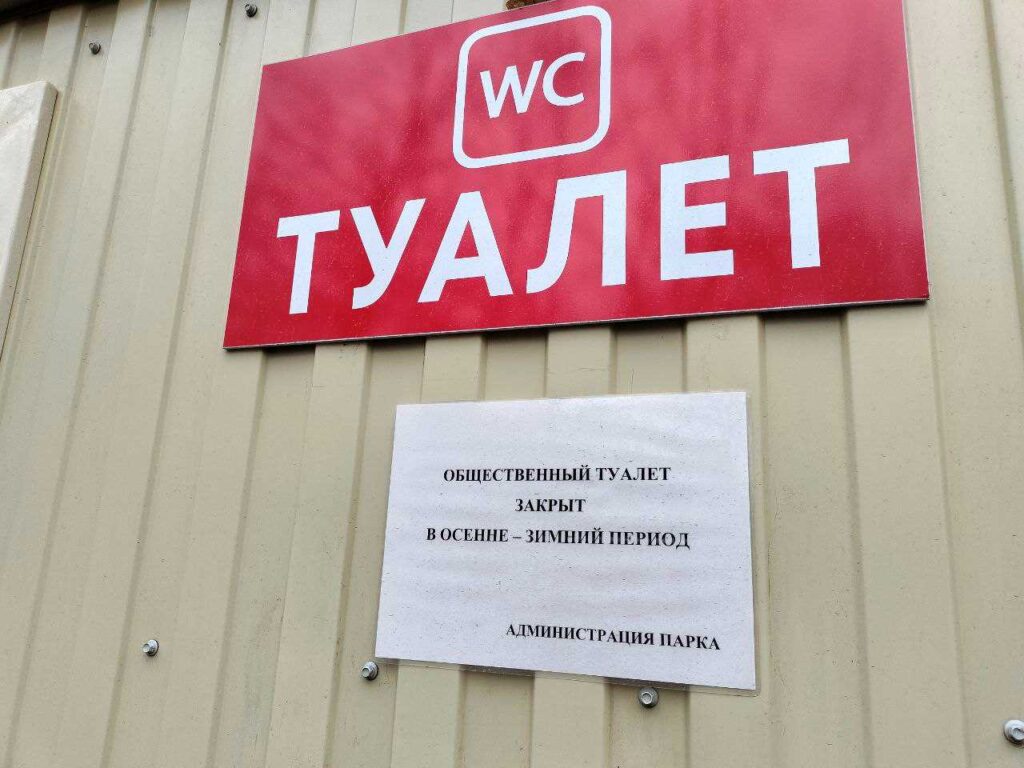 WC
ТУАЛЕТ
ОБЩЕСТВЕННЫЙ ТУАЛЕТ
ЗАКРЫТ
В ОСЕННЕ – ЗИМНИЙ ПЕРИОД
АДМИНИСТРАЦИЯ ПАРКА